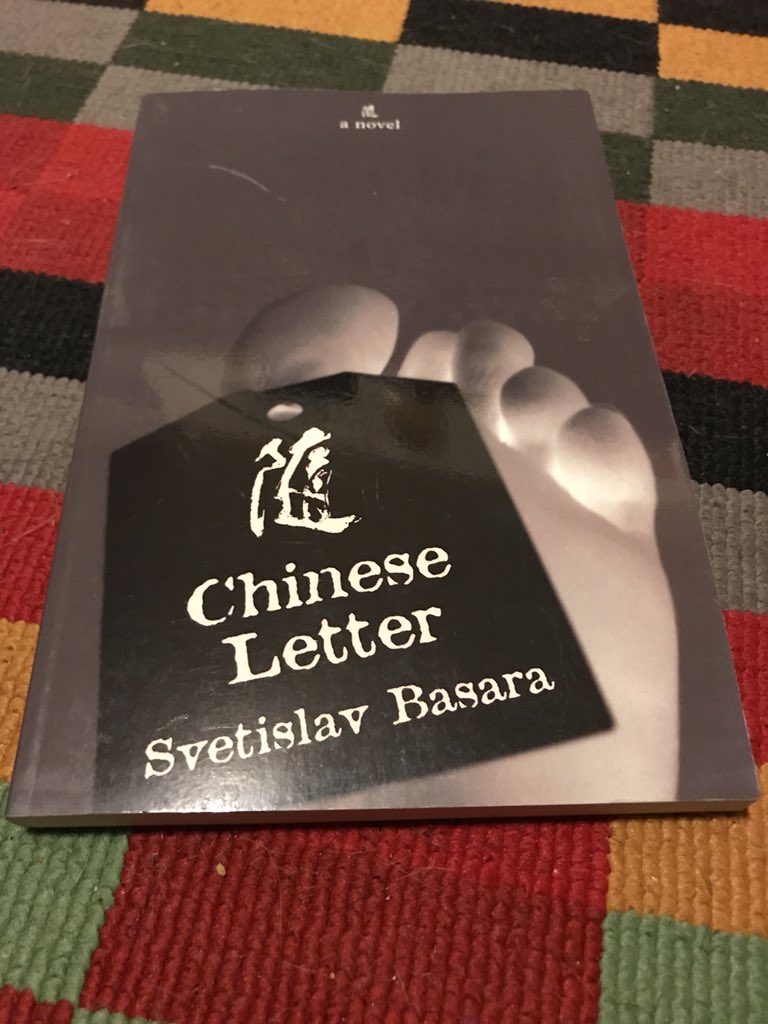 a novel
Chinese
Letter
Svetislav Basara